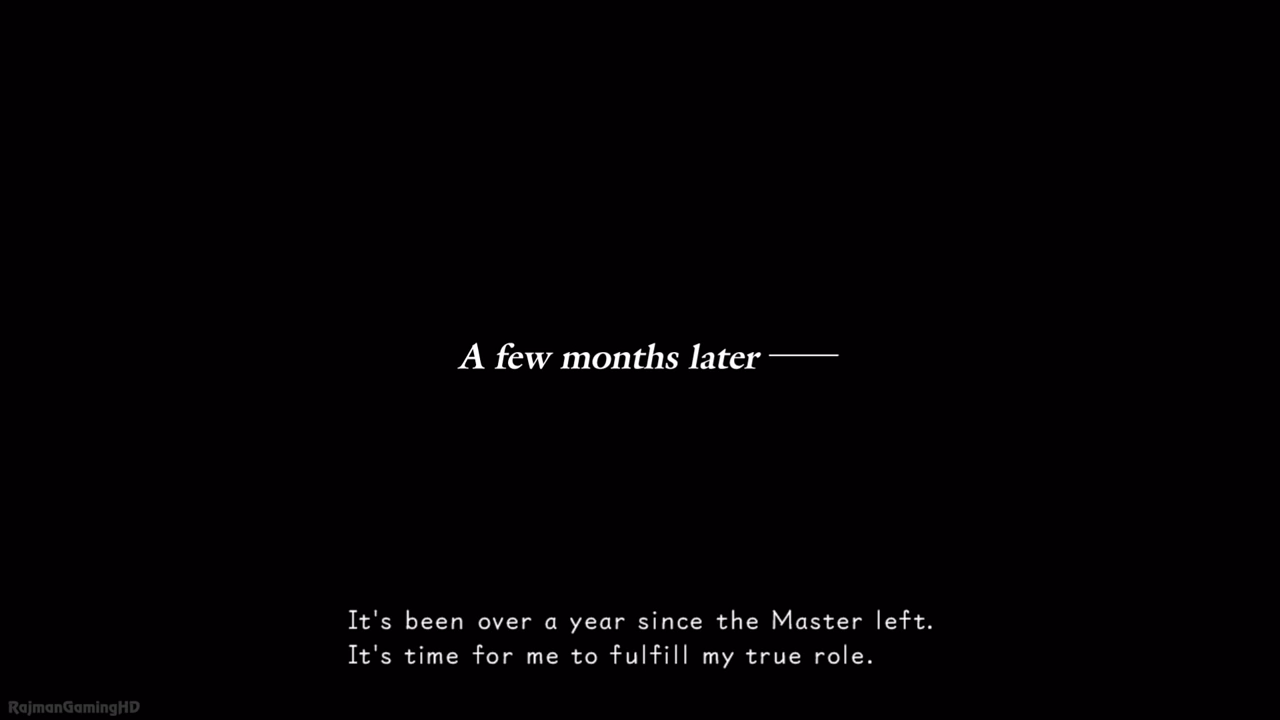 A few months later ——
It's been over a year since the Master left.
It's time for me to fulfill my true role.
RajmanGamingHD